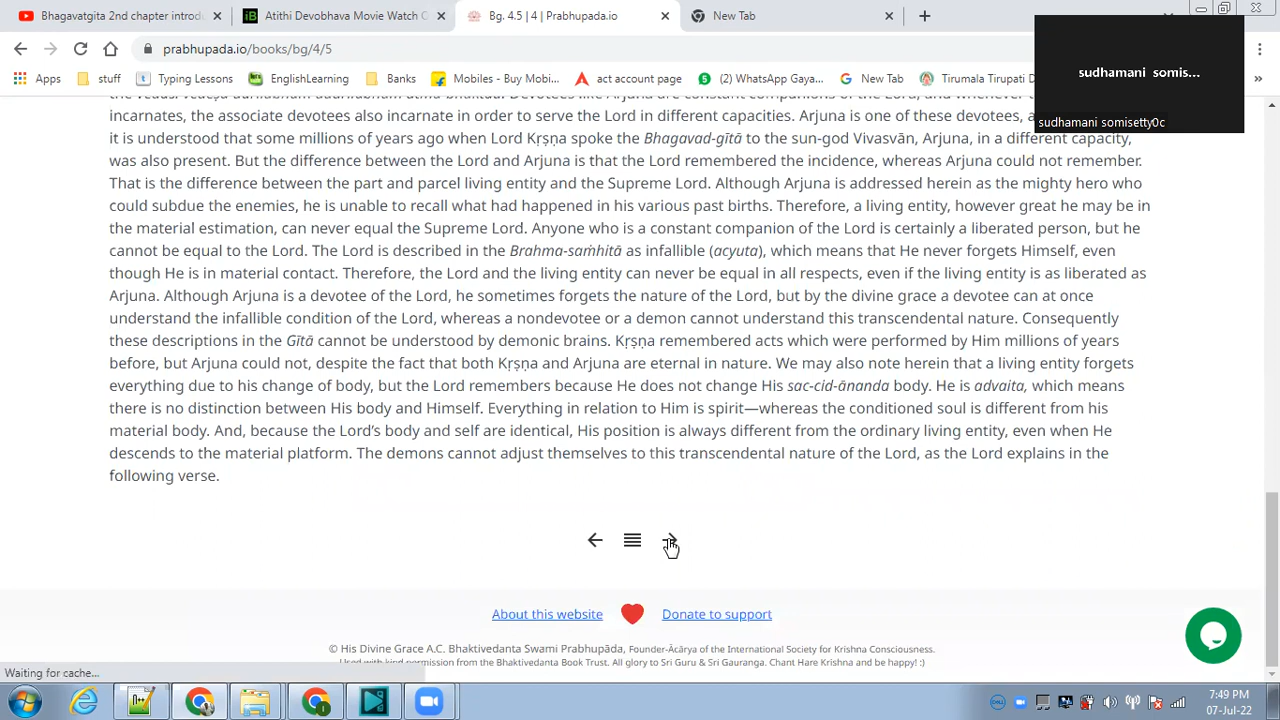 Bhagavatgita 2nd chapter introd
Atithi Devobhava Movie Watch O
Bg. 4.5 | 4 | Prabhupada.io
New Tab
prabhupada.io/books/bg/4/5
Apps
stuff
Typing Lessons
EnglishLearning
Banks
Mobiles - Buy Mobi...
act account page
(2) WhatsApp Gaya...
New Tab
Tirumala Tirupati D
sudhamani somis...
sudhamani somisetty0c
incarnates, the associate devotees also incarnate in order to serve the Lord in different capacities. Arjuna is one of these devotees, a
it is understood that some millions of years ago when Lord Kṛṣṇa spoke the Bhagavad-gītā to the sun-god Vivasvān, Arjuna, in a different capacity,
was also present. But the difference between the Lord and Arjuna is that the Lord remembered the incidence, whereas Arjuna could not remember.
That is the difference between the part and parcel living entity and the Supreme Lord. Although Arjuna is addressed herein as the mighty hero who
could subdue the enemies, he is unable to recall what had happened in his various past births. Therefore, a living entity, however great he may be in
the material estimation, can never equal the Supreme Lord. Anyone who is a constant companion of the Lord is certainly a liberated person, but he
cannot be equal to the Lord. The Lord is described in the Brahma-saṁhitā as infallible (acyuta), which means that He never forgets Himself, even
though He is in material contact. Therefore, the Lord and the living entity can never be equal in all respects, even if the living entity is as liberated as
Arjuna. Although Arjuna is a devotee of the Lord, he sometimes forgets the nature of the Lord, but by the divine grace a devotee can at once
understand the infallible condition of the Lord, whereas a nondevotee or a demon cannot understand this transcendental nature. Consequently
these descriptions in the Gītā cannot be understood by demonic brains. Kṛṣṇa remembered acts which were performed by Him millions of years
before, but Arjuna could not, despite the fact that both Kṛṣṇa and Arjuna are eternal in nature. We may also note herein that a living entity forgets
everything due to his change of body, but the Lord remembers because He does not change His sac-cid-ānanda body. He is advaita, which means
there is no distinction between His body and Himself. Everything in relation to Him is spirit—whereas the conditioned soul is different from his
material body. And, because the Lord’s body and self are identical, His position is always different from the ordinary living entity, even when He
descends to the material platform. The demons cannot adjust themselves to this transcendental nature of the Lord, as the Lord explains in the
following verse.
About this website
Donate to support
© His Divine Grace A.C. Bhaktivedanta Swami Prabhupāda, Founder-Ācārya of the International Society for Krishna Consciousness.
Used with kind permission from the Bhaktivedanta Book Trust. All glory to Sri Guru & Sri Gauranga. Chant Hare Krishna and be happy! :)
Waiting for cache...
7:49 PM
07-Jul-22